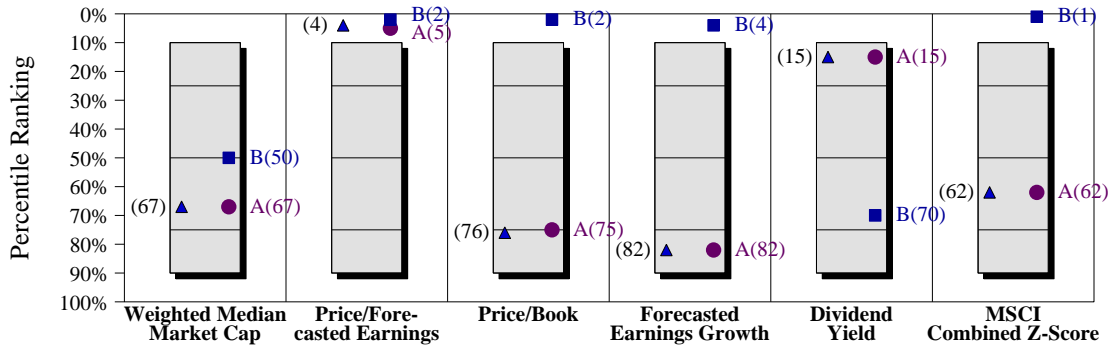 Percentile Ranking
0%
10%
20%
30%
40%
50%
60%
70%
80%
90%
100%
(67)
B(50)
A(67)
Weighted Median
Market Cap
(4)
B(2)
A(5)
Price/Fore-
casted Earnings
B(2)
(76)
A(75)
Price/Book
B(4)
(82)
A(82)
Forecasted
Earnings Growth
(15)
A(15)
B(70)
Dividend
Yield
B(1)
(62)
A(62)
MSCI
Combined Z-Score